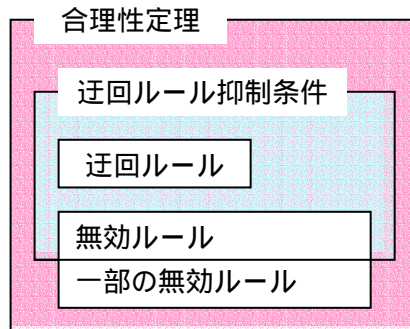 合理性定理
迂回ルール抑制条件
迂回ルール
無効ルール
一部の無効ルール